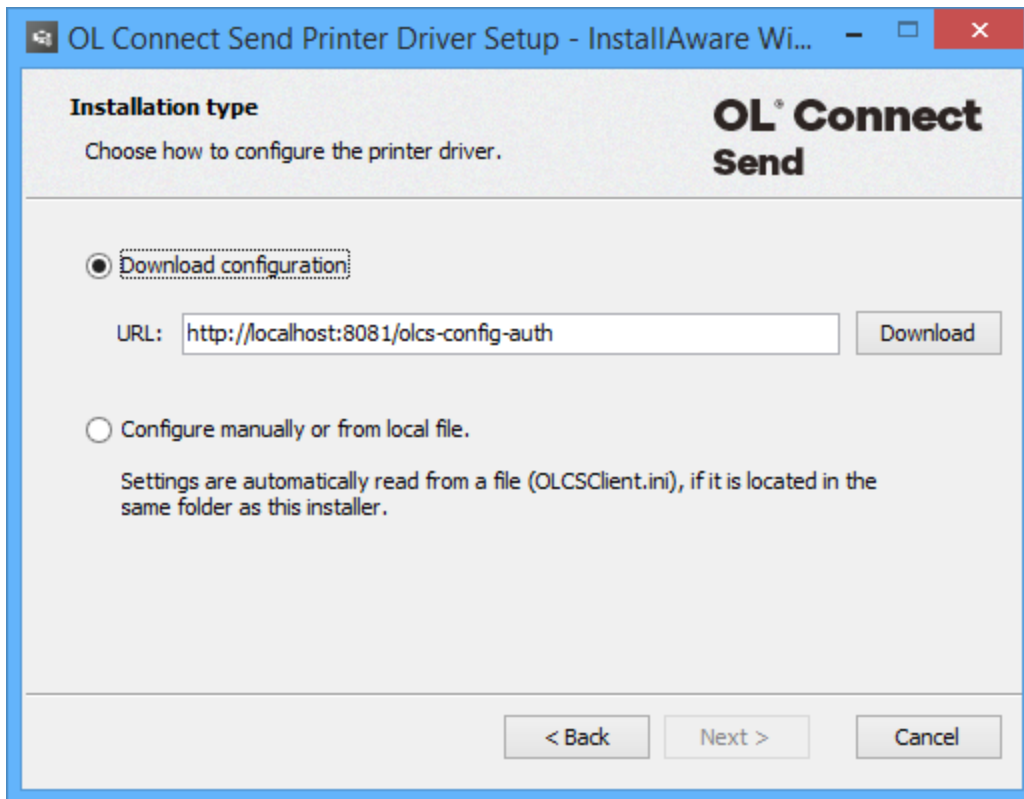 OL Connect Send Printer Driver Setup - InstallAware Wi...
Installation type
Choose how to configure the printer driver.
OL® Connect
Send
Download configuration
URL: http://localhost:8081/olcs-config-auth Download
Configure manually or from local file.
Settings are automatically read from a file (OLCSClient.ini), if it is located in the
same folder as this installer.
< Back Next > Cancel